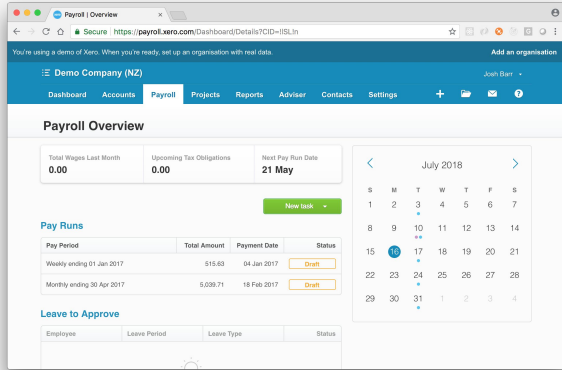 Payroll | Overview
Secure https://payroll.xero.com/Dashboard/Details?CID=!ISL!n
You're using a demo of Xero. When you're ready, set up an organisation with real data.
Add an organisation
Demo Company (NZ)
Josh Barr
Dashboard Accounts Payroll Projects Reports Adviser Contacts Settings
Payroll Overview
Total Wages Last Month Upcoming Tax Obligations Next Pay Run Date
0.00 0.00 21 May
New task
Pay Runs
Pay Period Total Amount Payment Date Status
Weekly ending 01 Jan 2017 515.63 04 Jan 2017 Draft
Monthly ending 30 Apr 2017 5,039.71 18 Feb 2017 Draft
Leave to Approve
Employee Leave Period Leave Type Status
July 2018
S M T W T F S
1 2 3 4 5 6 7
8 9 10 11 12 13 14
15 16 17 18 19 20 21
22 23 24 25 26 27 28
29 30 31 1 2 3 4